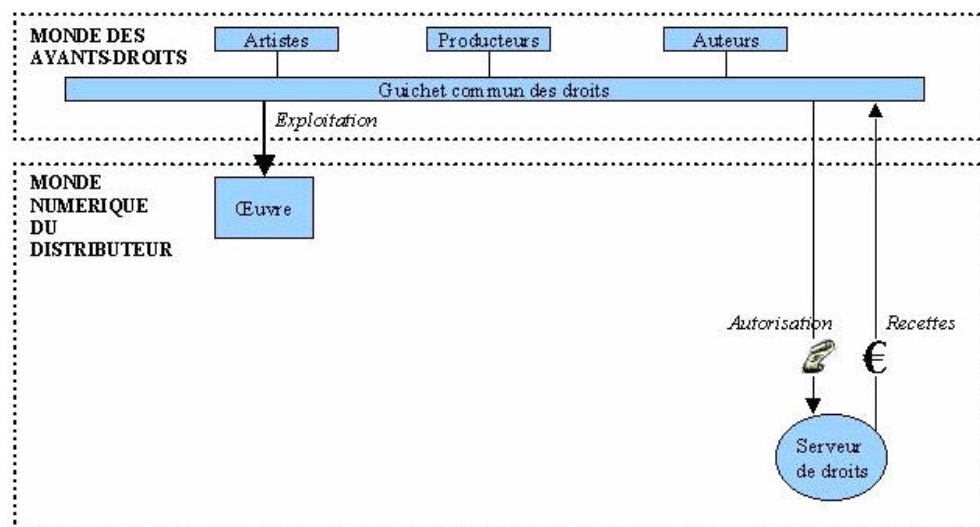 MONDE DES
AYANTS-DROITS
Artistes
Producteurs
Auteurs
Guichet commun des droits
Exploitation
MONDE
NUMERIQUE
DU
DISTRIBUTEUR
Œuvre
Autorisation
Recettes
€
Serveur
de droits